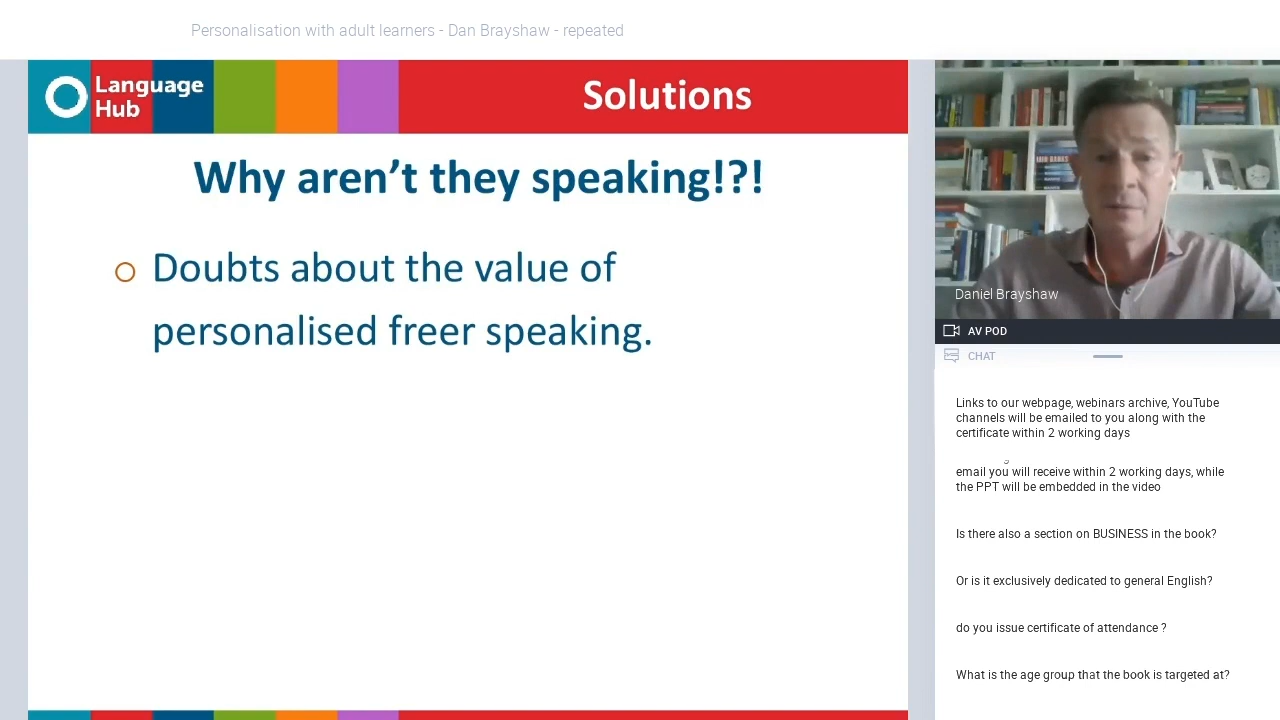 Personalisation with adult learners - Dan Brayshaw - repeated
Language
Hub
Solutions
Why aren't they speaking!?!
Doubts about the value of
personalised freer speaking.
IAIN BANKS
Daniel Brayshaw
AV POD
CHAT
Links to our webpage, webinars archive, YouTube
channels will be emailed to you along with the
certificate within 2 working days
email you will receive within 2 working days, while
the PPT will be embedded in the video
Is there also a section on BUSINESS in the book?
Or is it exclusively dedicated to general English?
do you issue certificate of attendance ?
What is the age group that the book is targeted at?